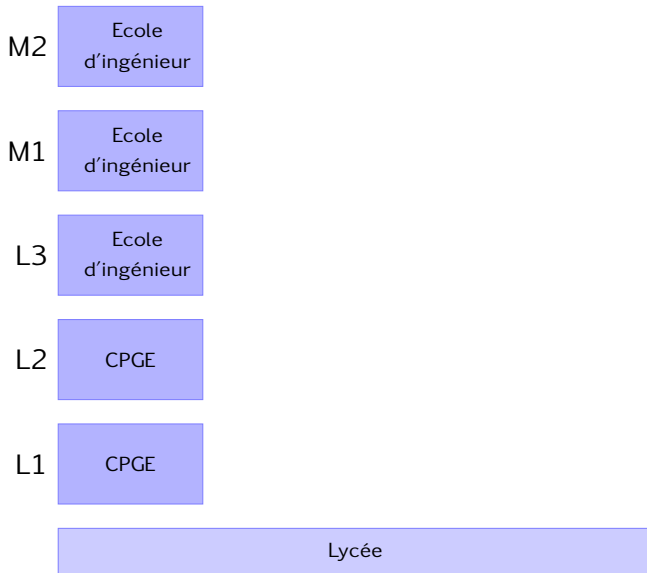 M2
Ecole
d'ingénieur
M1
Ecole
d'ingénieur
L3
Ecole
d'ingénieur
L2
CPGE
L1
CPGE
Lycée